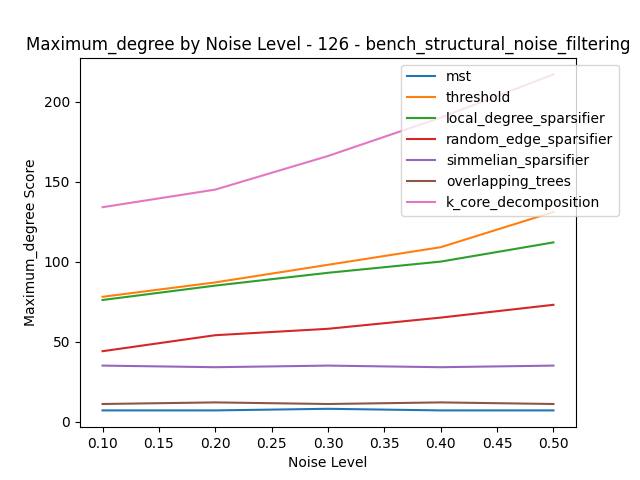 Maximum_degree by Noise Level - 126 - bench_structural_noise_filtering
mst
threshold
local_degree_sparsifier
random_edge_sparsifier
simmelian_sparsifier
overlapping_trees
k_core_decomposition
Maximum_degree Score
200
150
100
50
0
0.10 0.15 0.20 0.25 0.30 0.35 0.40 0.45 0.50
Noise Level